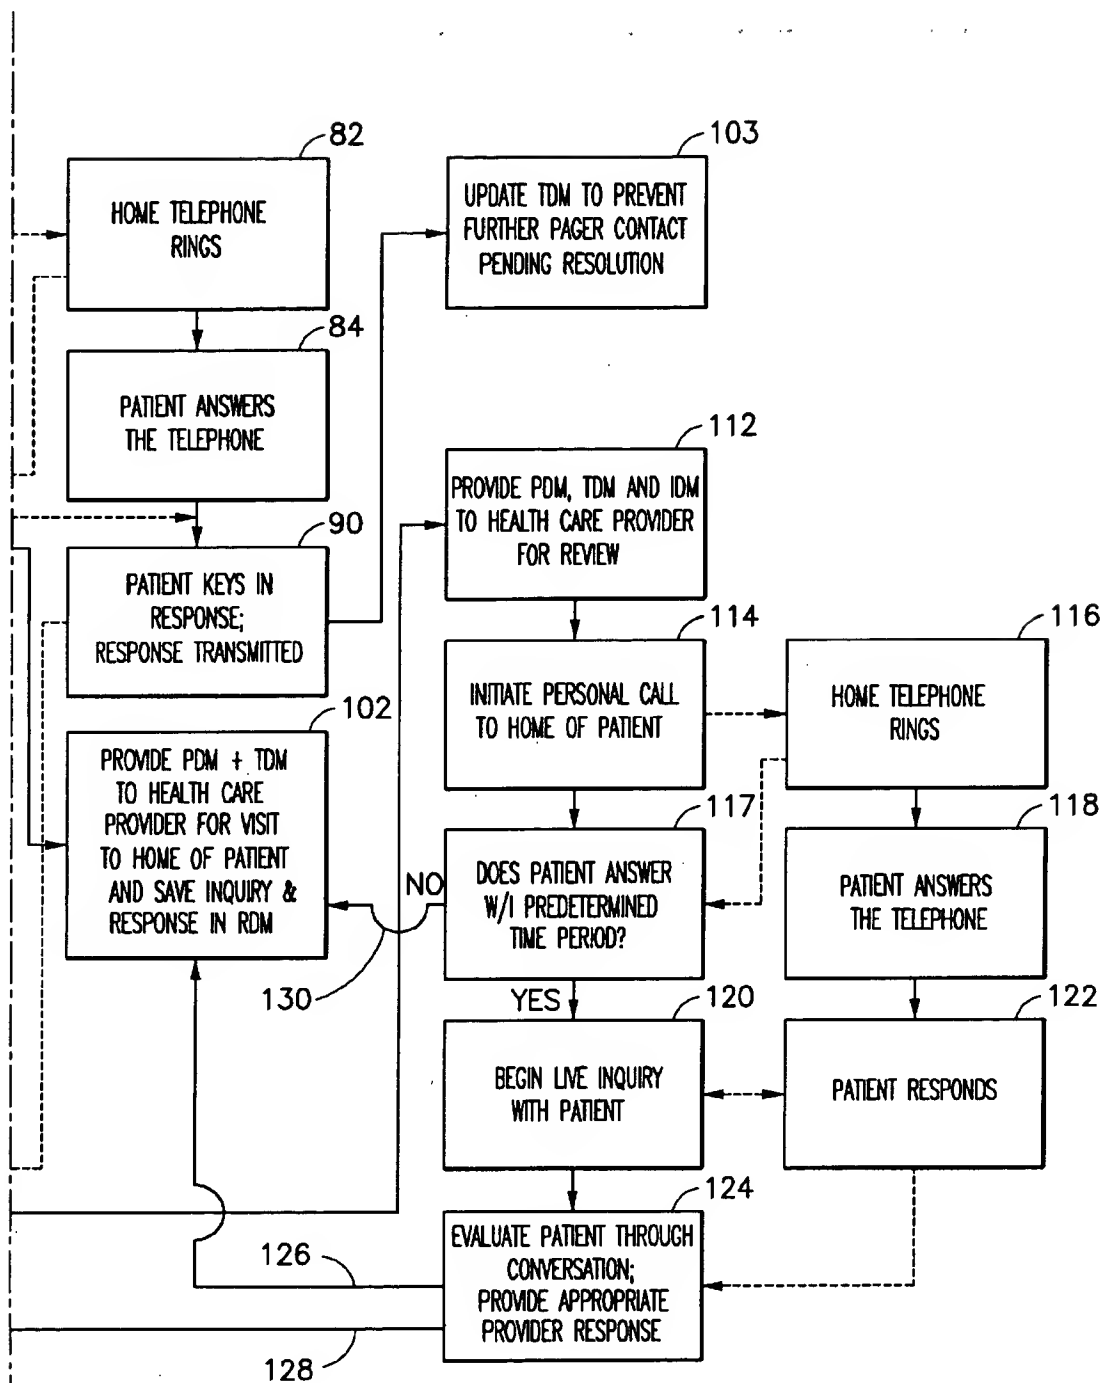 82
HOME TELEPHONE
RINGS
103
UPDATE TDM TO PREVENT
FURTHER PAGER CONTACT
PENDING RESOLUTION
84
PATIENT ANSWERS
THE TELEPHONE
112
PROVIDE PDM, TDM AND IDM
TO HEALTH CARE PROVIDER
FOR REVIEW
90
PATIENT KEYS IN
RESPONSE;
RESPONSE TRANSMITTED
114
INITIATE PERSONAL CALL
TO HOME OF PATIENT
116
HOME TELEPHONE
RINGS
102
PROVIDE PDM + TDM
TO HEALTH CARE
PROVIDER FOR VISIT
TO HOME OF PATIENT
AND SAVE INQUIRY &
RESPONSE IN RDM
117
DOES PATIENT ANSWER
W/I PREDETERMINED
TIME PERIOD?
NO
130
YES
118
PATIENT ANSWERS
THE TELEPHONE
120
BEGIN LIVE INQUIRY
WITH PATIENT
122
PATIENT RESPONDS
124
EVALUATE PATIENT THROUGH
CONVERSATION;
PROVIDE APPROPRIATE
PROVIDER RESPONSE
126
128